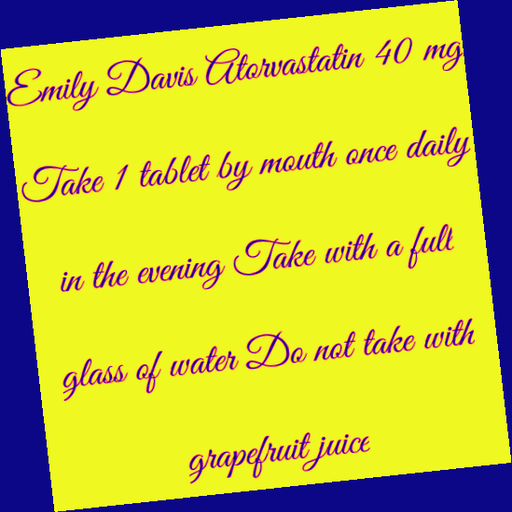 Emily Davis Atorvastatin 40 mg
Take 1 tablet by mouth once daily
in the evening Take with a full
glass of water Do not take with
grapefruit juice